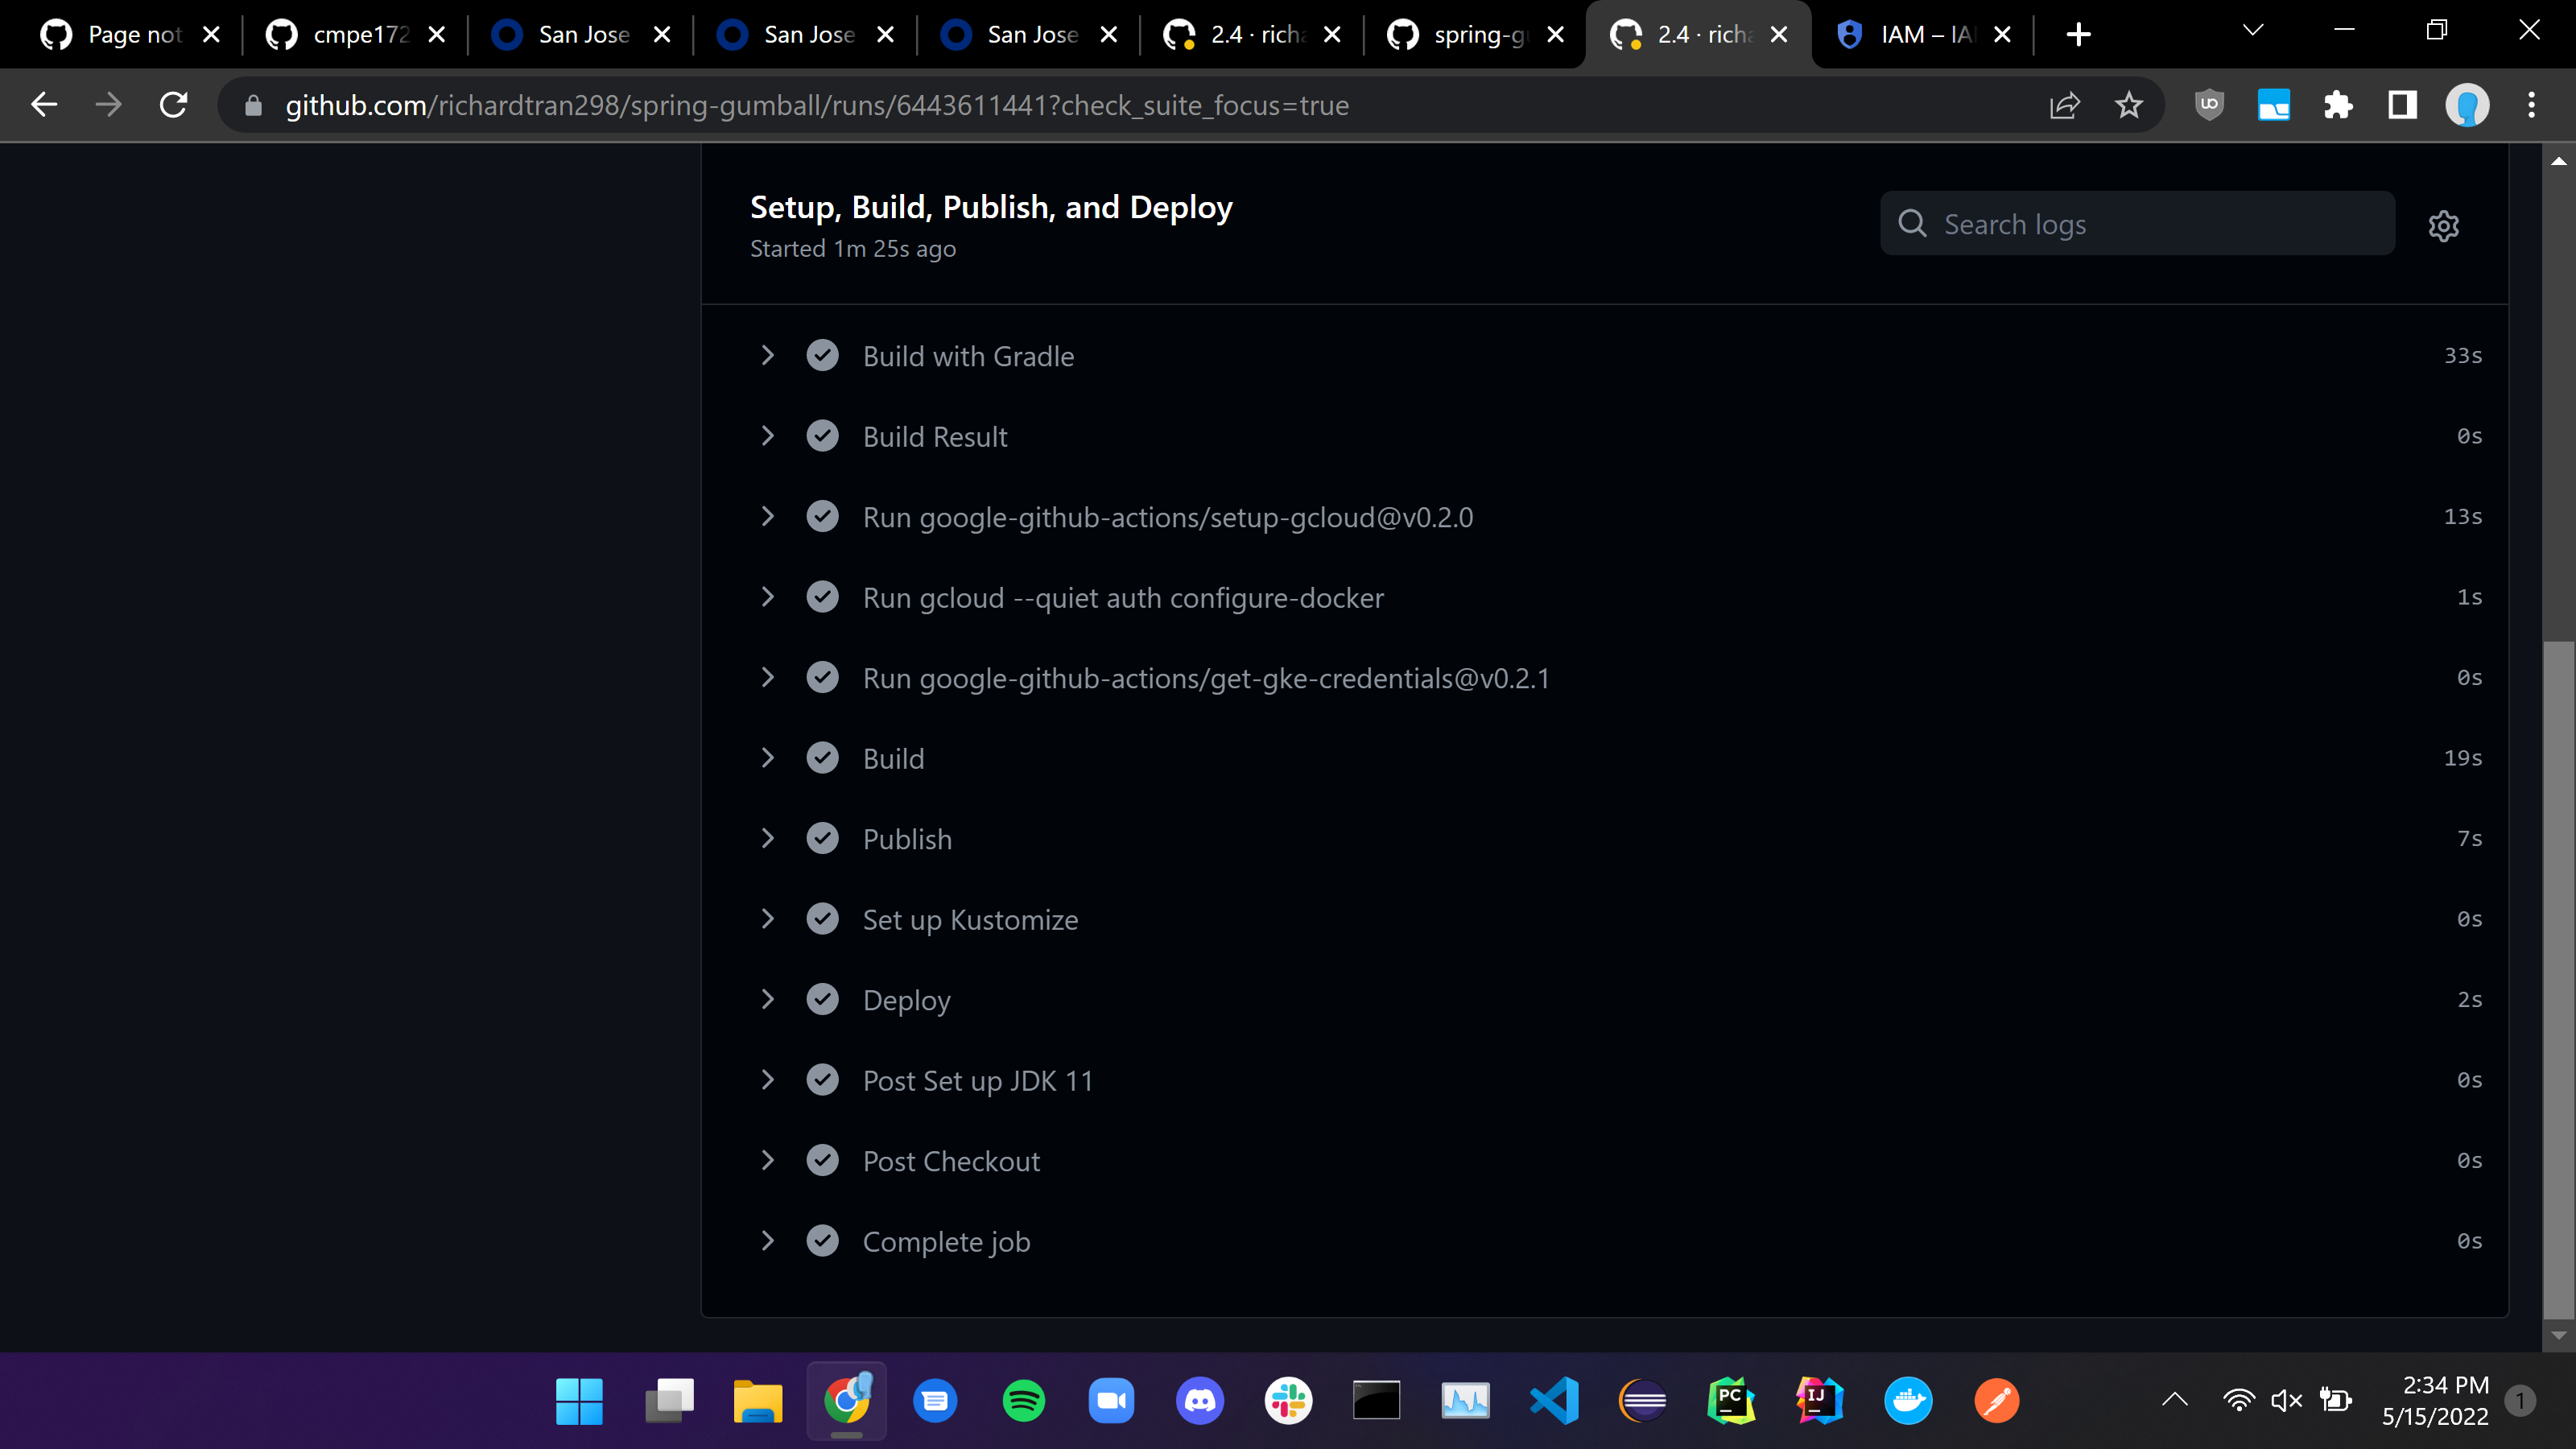 Page not
cmpe172
San Jose
San Jose
San Jose
2.4 · rich
spring-g
2.4 · rich
IAM – IA
github.com/richardtran298/spring-gumball/runs/6443611441?check_suite_focus=true
Setup, Build, Publish, and Deploy
Started 1m 25s ago
Search logs
Build with Gradle 33s
Build Result 0s
Run google-github-actions/setup-gcloud@v0.2.0 13s
Run gcloud --quiet auth configure-docker 1s
Run google-github-actions/get-gke-credentials@v0.2.1 0s
Build 19s
Publish 7s
Set up Kustomize 0s
Deploy 2s
Post Set up JDK 11 0s
Post Checkout 0s
Complete job 0s
PC
IJ
2:34 PM
5/15/2022
1